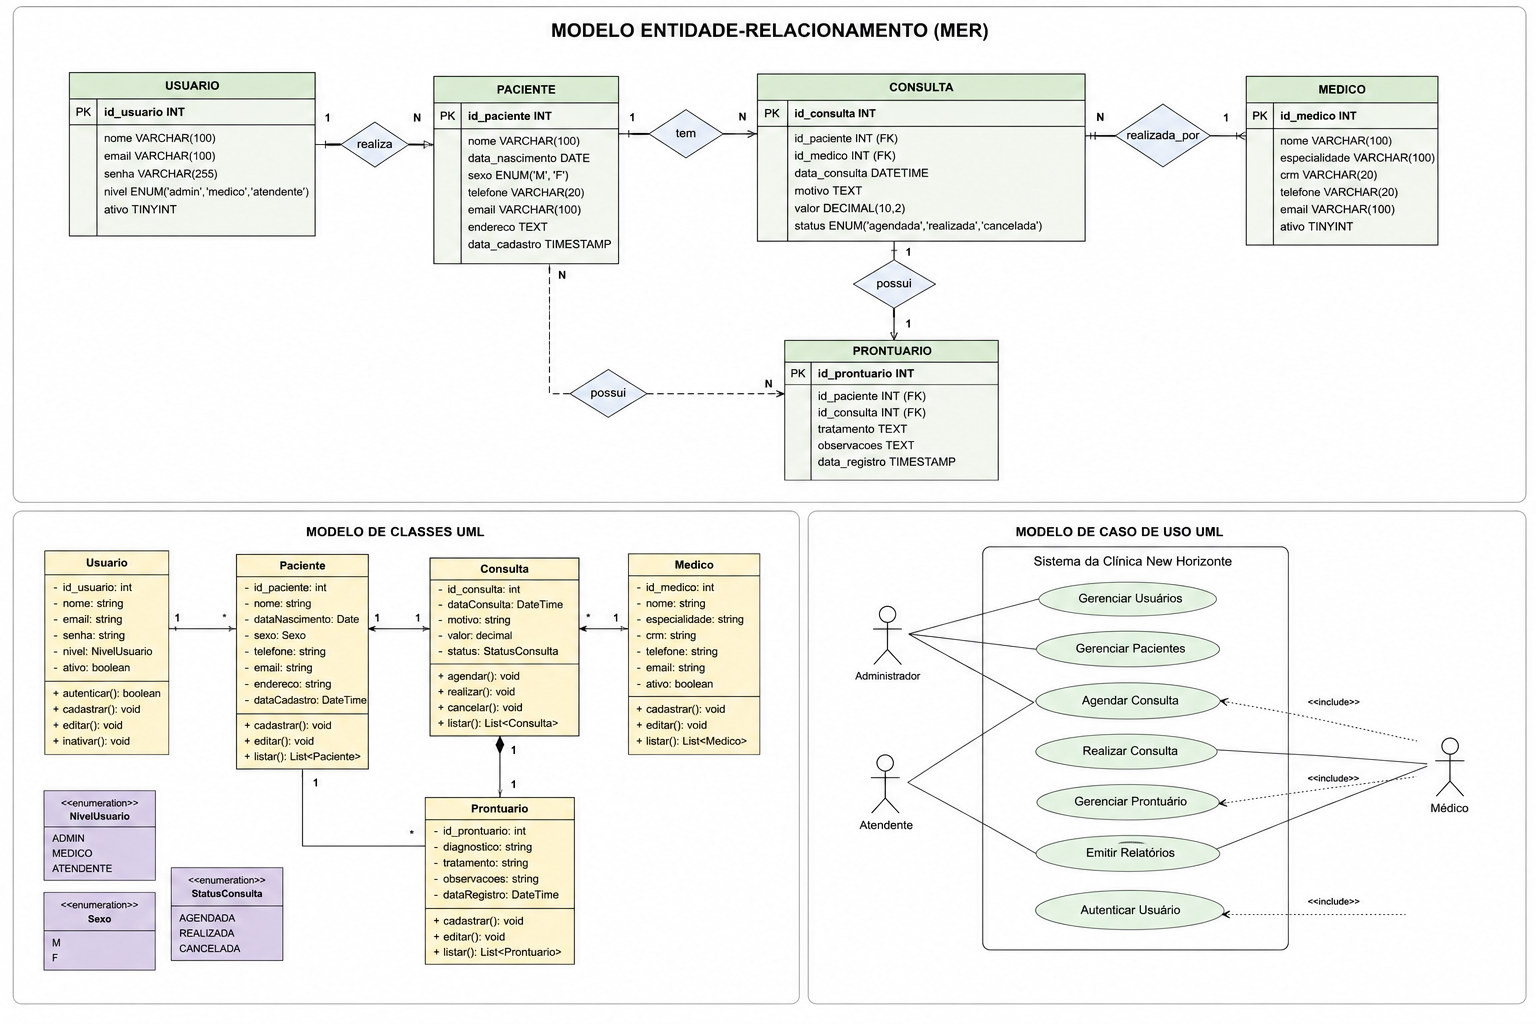 MODELO ENTIDADE-RELACIONAMENTO (MER)
USUARIO
PK id_usuario INT
nome VARCHAR(100)
email VARCHAR(100)
senha VARCHAR(255)
nivel ENUM('admin','medico','atendente')
ativo TINYINT
1
realiza
N
PACIENTE
PK id_paciente INT
nome VARCHAR(100)
data_nascimento DATE
sexo ENUM('M', 'F')
telefone VARCHAR(20)
email VARCHAR(100)
endereco TEXT
data_cadastro TIMESTAMP
1
tem
N
CONSULTA
PK id_consulta INT
id_paciente INT (FK)
id_medico INT (FK)
data_consulta DATETIME
motivo TEXT
valor DECIMAL(10,2)
status ENUM('agendada','realizada','cancelada')
N
realizada_por
1
MEDICO
PK id_medico INT
nome VARCHAR(100)
especialidade VARCHAR(100)
crm VARCHAR(20)
telefone VARCHAR(20)
email VARCHAR(100)
ativo TINYINT
1
possui
1
N
possui
N
PRONTUARIO
PK id_prontuario INT
id_paciente INT (FK)
id_consulta INT (FK)
tratamento TEXT
observacoes TEXT
data_registro TIMESTAMP
MODELO DE CLASSES UML
Usuario
- id_usuario: int
- nome: string
- email: string
- senha: string
- nivel: NivelUsuario
- ativo: boolean
+ autenticar(): boolean
+ cadastrar(): void
+ editar(): void
+ inativar(): void
1
*
Paciente
- id_paciente: int
- nome: string
- dataNascimento: Date
- sexo: Sexo
- telefone: string
- email: string
- endereco: string
- dataCadastro: DateTime
+ cadastrar(): void
+ editar(): void
+ listar(): List<Paciente>
1
1
Consulta
- id_consulta: int
- dataConsulta: DateTime
- motivo: string
- valor: decimal
- status: StatusConsulta
+ agendar(): void
+ realizar(): void
+ cancelar(): void
+ listar(): List<Consulta>
*
1
Medico
- id_medico: int
- nome: string
- especialidade: string
- crm: string
- telefone: string
- email: string
- ativo: boolean
+ cadastrar(): void
+ editar(): void
+ listar(): List<Medico>
1
1
1
*
Prontuario
- id_prontuario: int
- diagnostico: string
- tratamento: string
- observacoes: string
- dataRegistro: DateTime
+ cadastrar(): void
+ editar(): void
+ listar(): List<Prontuario>
<<enumeration>>
NivelUsuario
ADMIN
MEDICO
ATENDENTE
<<enumeration>>
Sexo
M
F
<<enumeration>>
StatusConsulta
AGENDADA
REALIZADA
CANCELADA
MODELO DE CASO DE USO UML
Sistema da Clínica New Horizonte
Gerenciar Usuários
Gerenciar Pacientes
Agendar Consulta
Realizar Consulta
Gerenciar Prontuário
Emitir Relatórios
Autenticar Usuário
Administrador
Atendente
Médico
<<include>>
<<include>>
<<include>>